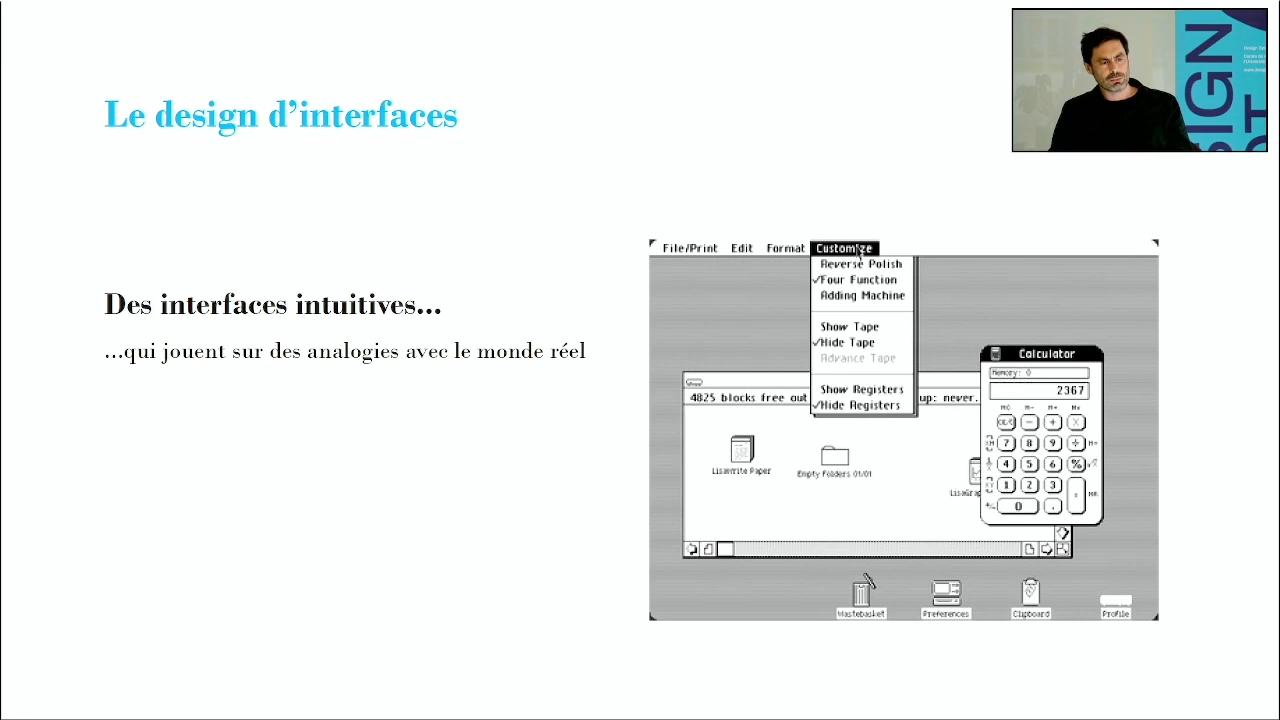 Le design d’interfaces
Des interfaces intuitives...
...qui jouent sur des analogies avec le monde réel
File/Print Edit Format Customize
Reverse Polish
✓Four Function
Adding Machine
Show Tape
✓Hide Tape
Advance Tape
Show Registers
✓Hide Registers
4825 blocks free out
up: never.
LisaWrite Paper
Empty Folders 01/01
Calculator
Memory: 0
2367
MC M- M+
- +
7 8 9 ÷
4 5 6 %
1 2 3
0 .
Wastebasket
Preferences
Clipboard
Profile
IGN